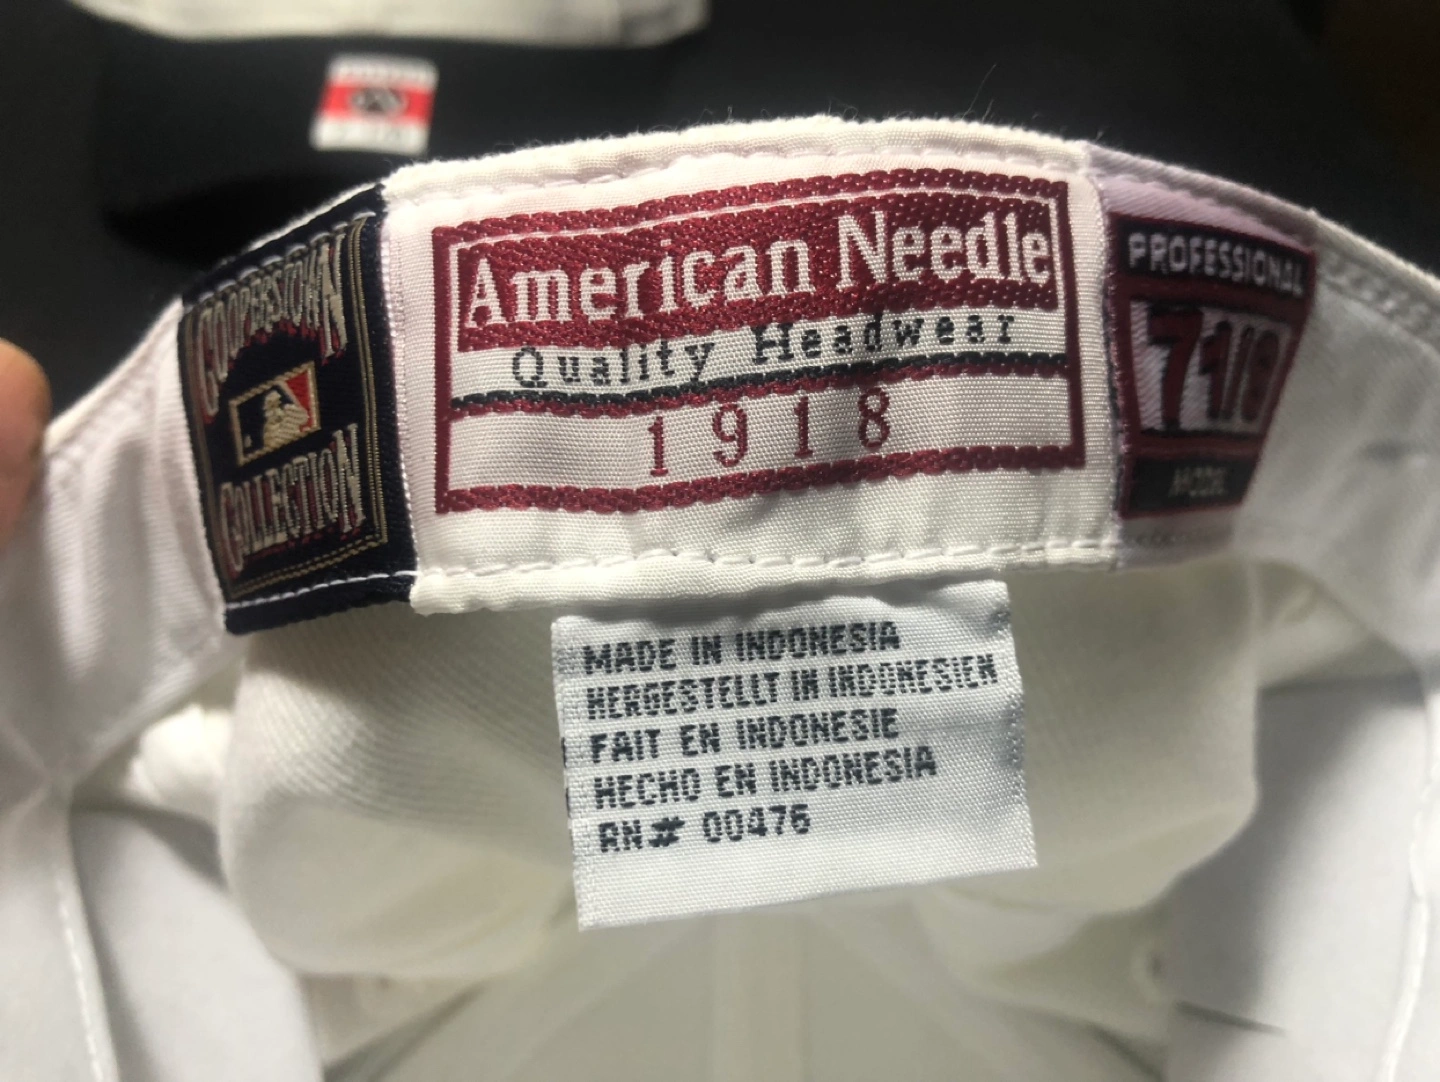 COOPERSTOWN
COLLECTION
American Needle
Quality Headwear
1918
PROFESSIONAL
7 1/8
MODEL
MADE IN INDONESIA
HERGESTELLT IN INDONESIEN
FAIT EN INDONESIE
HECHO EN INDONESIA
RN# 00476